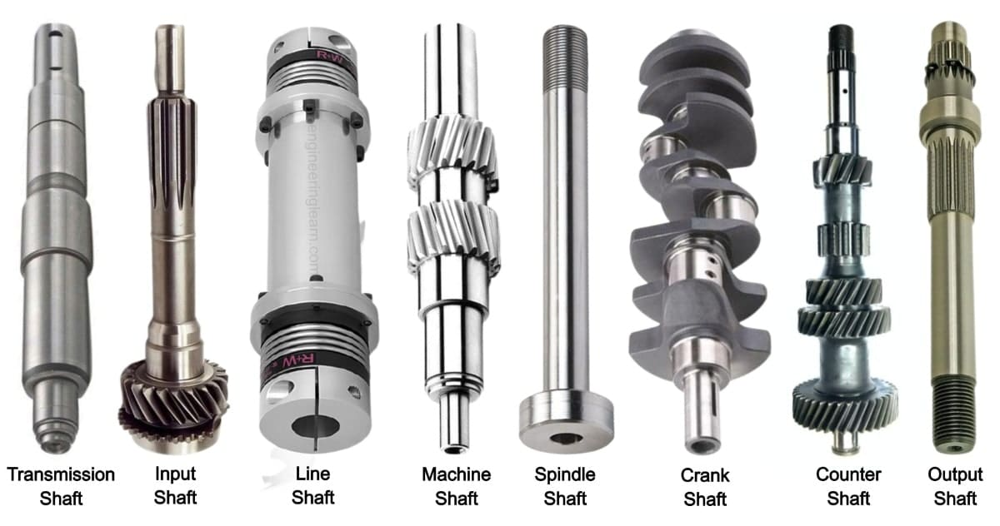 R+W
engineeringlearn.com
R+W
Transmission
Shaft
Input
Shaft
Line
Shaft
Machine
Shaft
Spindle
Shaft
Crank
Shaft
Counter
Shaft
Output
Shaft